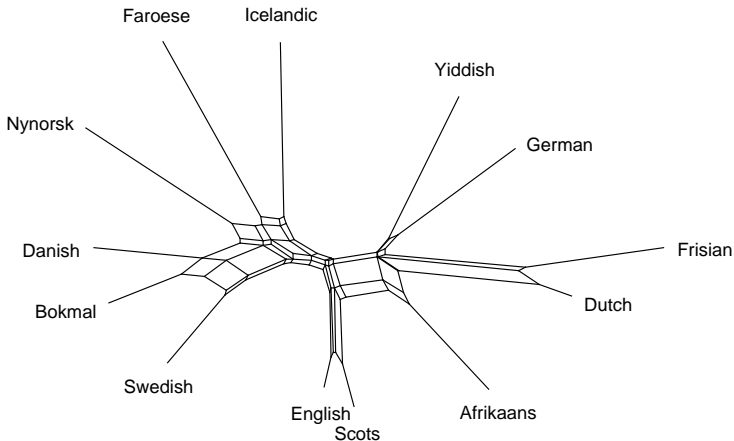 Faroese
Icelandic
Yiddish
Nynorsk
German
Danish
Frisian
Bokmal
Dutch
Swedish
English
Afrikaans
Scots